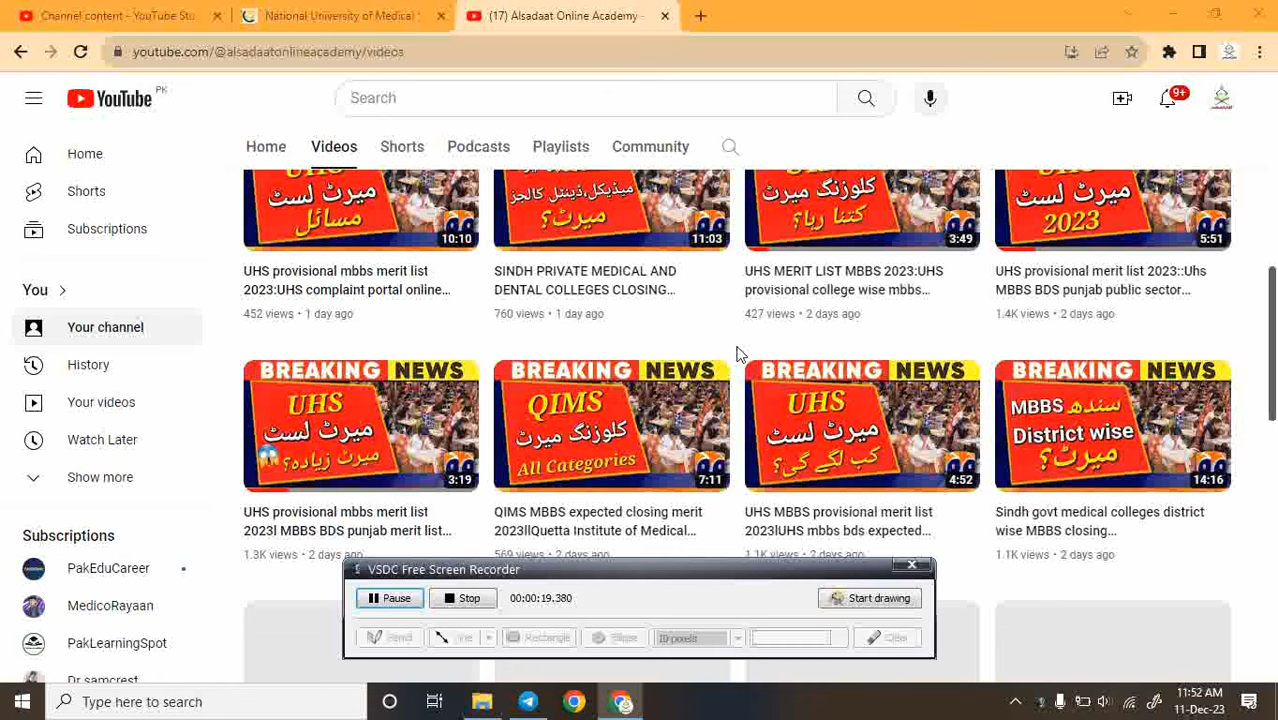 Channel content - YouTube Stu
National University of Medical
(17) Alsadaat Online Academy -
youtube.com/@alsadaatonlineacademy/videos
YouTube PK
Search
9+
Home
Videos
Shorts
Podcasts
Playlists
Community
Home
Shorts
Subscriptions
You
Your channel
History
Your videos
Watch Later
Show more
Subscriptions
PakEduCareer
MedicoRayaan
PakLearningSpot
Dr samcrest
UHS
میرٹ لسٹ
مسائل
10:10
میڈیکل،ڈینٹل کالجز
میرٹ؟
11:03
کلوزنگ میرٹ
کتنا رہا؟
3:49
میرٹ لسٹ
2023
5:51
UHS provisional mbbs merit list
2023:UHS complaint portal online...
452 views • 1 day ago
SINDH PRIVATE MEDICAL AND
DENTAL COLLEGES CLOSING...
760 views • 1 day ago
UHS MERIT LIST MBBS 2023:UHS
provisional college wise mbbs...
427 views • 2 days ago
UHS provisional merit list 2023::Uhs
MBBS BDS punjab public sector...
1.4K views • 2 days ago
BREAKING NEWS
UHS
میرٹ لسٹ
میرٹ زیادہ؟
3:19
BREAKING NEWS
QIMS
کلوزنگ میرٹ
All Categories
7:11
BREAKING NEWS
UHS
میرٹ لسٹ
کب لگے گی؟
4:52
BREAKING NEWS
MBBS سندھ
District wise
میرٹ؟
14:16
UHS provisional mbbs merit list
2023l MBBS BDS punjab merit list...
1.3K views • 2 days ago
QIMS MBBS expected closing merit
2023llQuetta Institute of Medical...
569 views • 2 days ago
UHS MBBS provisional merit list
2023lUHS mbbs bds expected...
1.1K views • 2 days ago
Sindh govt medical colleges district
wise MBBS closing...
1.1K views • 2 days ago
VSDC Free Screen Recorder
Pause
Stop
00:00:19.380
Start drawing
Pencil
Line
Rectangle
Ellipse
10 pixels
Clear
Type here to search
11:52 AM
11-Dec-23